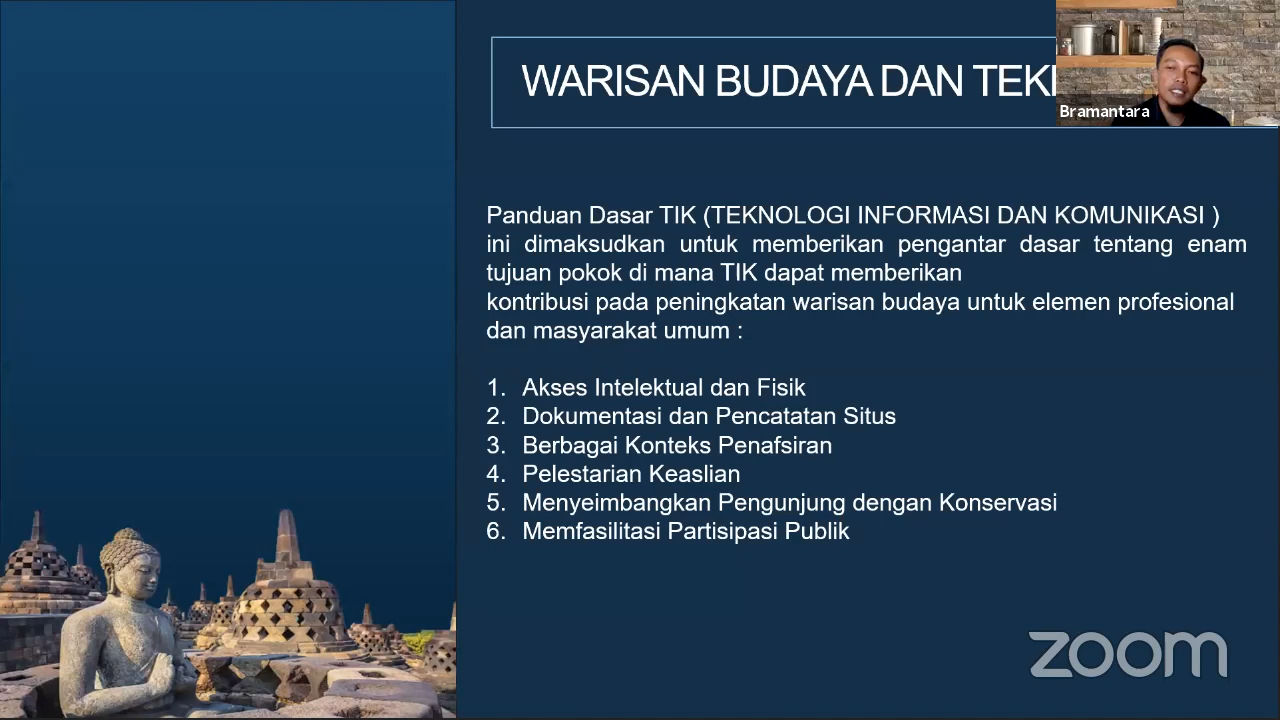 WARISAN BUDAYA DAN
Bramantara
Panduan Dasar TIK (TEKNOLOGI INFORMASI DAN KOMUNIKASI )
ini dimaksudkan untuk memberikan pengantar dasar tentang enam
tujuan pokok di mana TIK dapat memberikan
kontribusi pada peningkatan warisan budaya untuk elemen profesional
dan masyarakat umum :
1. Akses Intelektual dan Fisik
2. Dokumentasi dan Pencatatan Situs
3. Berbagai Konteks Penafsiran
4. Pelestarian Keaslian
5. Menyeimbangkan Pengunjung dengan Konservasi
6. Memfasilitasi Partisipasi Publik
zoom